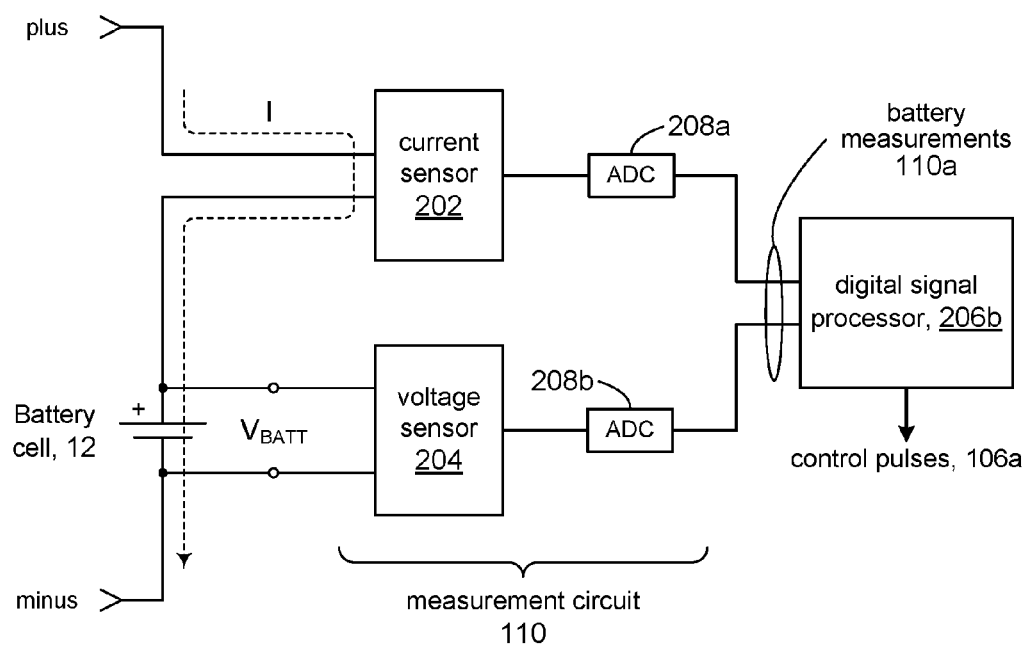 plus
I
current
sensor
202
208a
ADC
battery
measurements
110a
digital signal
processor, 206b
voltage
sensor
204
208b
ADC
+
Battery
cell, 12
VBATT
control pulses, 106a
minus
measurement circuit
110